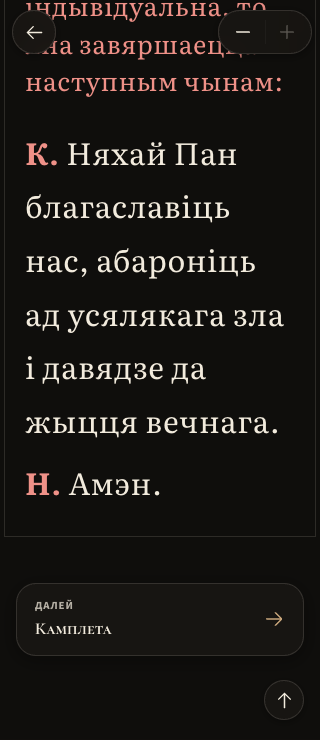 індывідуальна, то
яна завяршаецца
наступным чынам:
К. Няхай Пан
благаславіць
нас, абароніць
ад усялякага зла
і давядзе да
жыцця вечнага.
Н. Амэн.
ДАЛЕЙ
Камплета